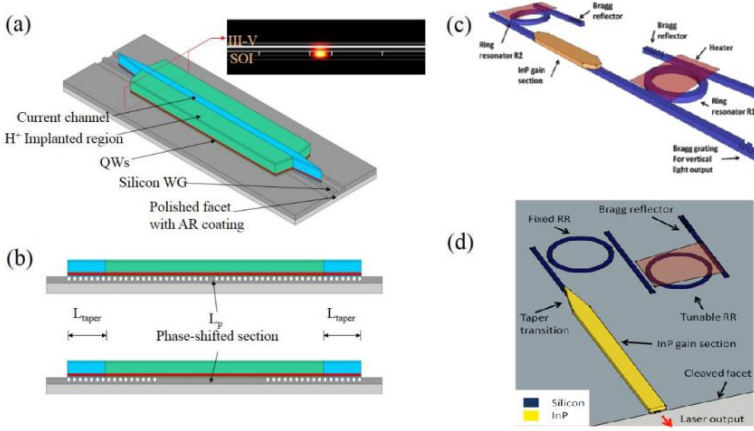 (a)
III-V
SOI
Current channel
H+ Implanted region
QWs
Silicon WG
Polished facet
with AR coating
(b)
Ltaper
Lp
Ltaper
Phase-shifted section
(c)
Bragg
reflector
Ring
resonator R2
InP gain
section
Bragg
reflector
Heater
Ring
resonator R1
Bragg grating
For vertical
light output
(d)
Fixed RR
Bragg reflector
Taper
transition
Tunable RR
InP gain section
Cleaved facet
Silicon
InP
Laser output